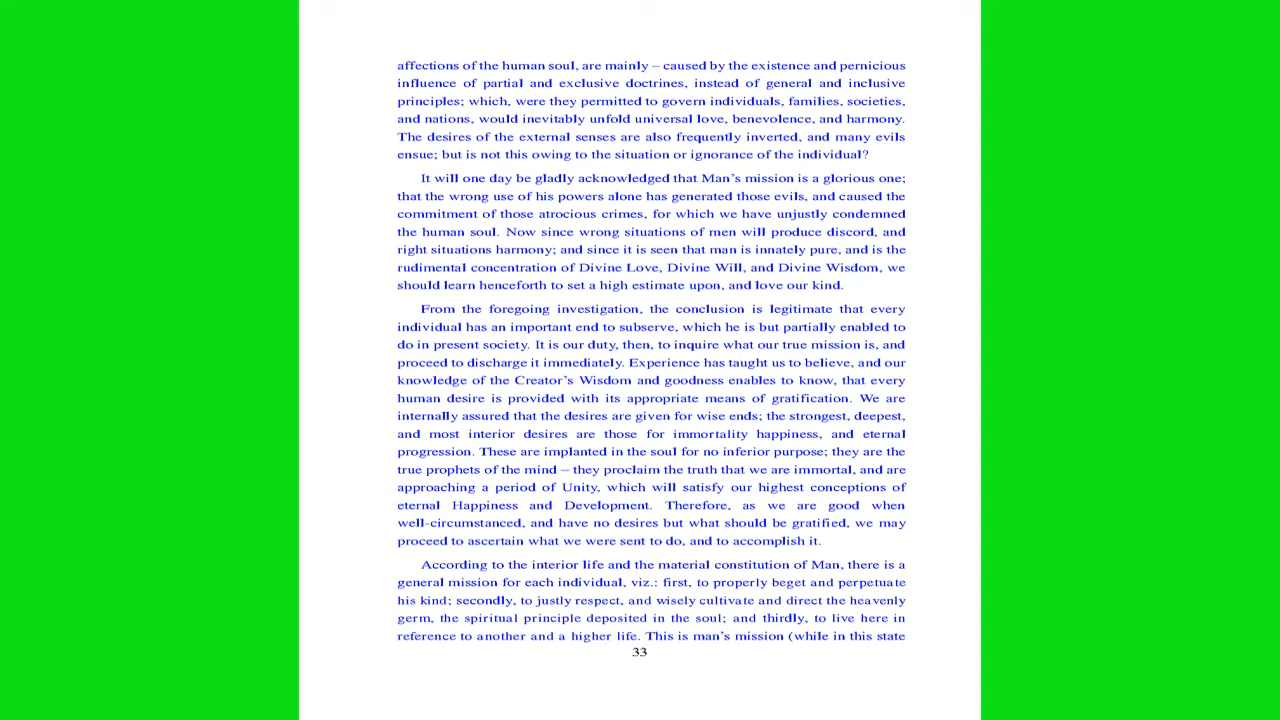 affections of the human soul, are mainly – caused by the existence and pernicious
influence of partial and exclusive doctrines, instead of general and inclusive
principles; which, were they permitted to govern individuals, families, societies,
and nations, would inevitably unfold universal love, benevolence, and harmony.
The desires of the external senses are also frequently inverted, and many evils
ensue; but is not this owing to the situation or ignorance of the individual?
It will one day be gladly acknowledged that Man’s mission is a glorious one;
that the wrong use of his powers alone has generated those evils, and caused the
commitment of those atrocious crimes, for which we have unjustly condemned
the human soul. Now since wrong situations of men will produce discord, and
right situations harmony; and since it is seen that man is innately pure, and is the
rudimental concentration of Divine Love, Divine Will, and Divine Wisdom, we
should learn henceforth to set a high estimate upon, and love our kind.
From the foregoing investigation, the conclusion is legitimate that every
individual has an important end to subserve, which he is but partially enabled to
do in present society. It is our duty, then, to inquire what our true mission is, and
proceed to discharge it immediately. Experience has taught us to believe, and our
knowledge of the Creator’s Wisdom and goodness enables to know, that every
human desire is provided with its appropriate means of gratification. We are
internally assured that the desires are given for wise ends; the strongest, deepest,
and most interior desires are those for immortality happiness, and eternal
progression. These are implanted in the soul for no inferior purpose; they are the
true prophets of the mind – they proclaim the truth that we are immortal, and are
approaching a period of Unity, which will satisfy our highest conceptions of
eternal Happiness and Development. Therefore, as we are good when
well-circumstanced, and have no desires but what should be gratified, we may
proceed to ascertain what we were sent to do, and to accomplish it.
According to the interior life and the material constitution of Man, there is a
general mission for each individual, viz.: first, to properly beget and perpetuate
his kind; secondly, to justly respect, and wisely cultivate and direct the heavenly
germ, the spiritual principle deposited in the soul; and thirdly, to live here in
reference to another and a higher life. This is man’s mission (while in this state
33